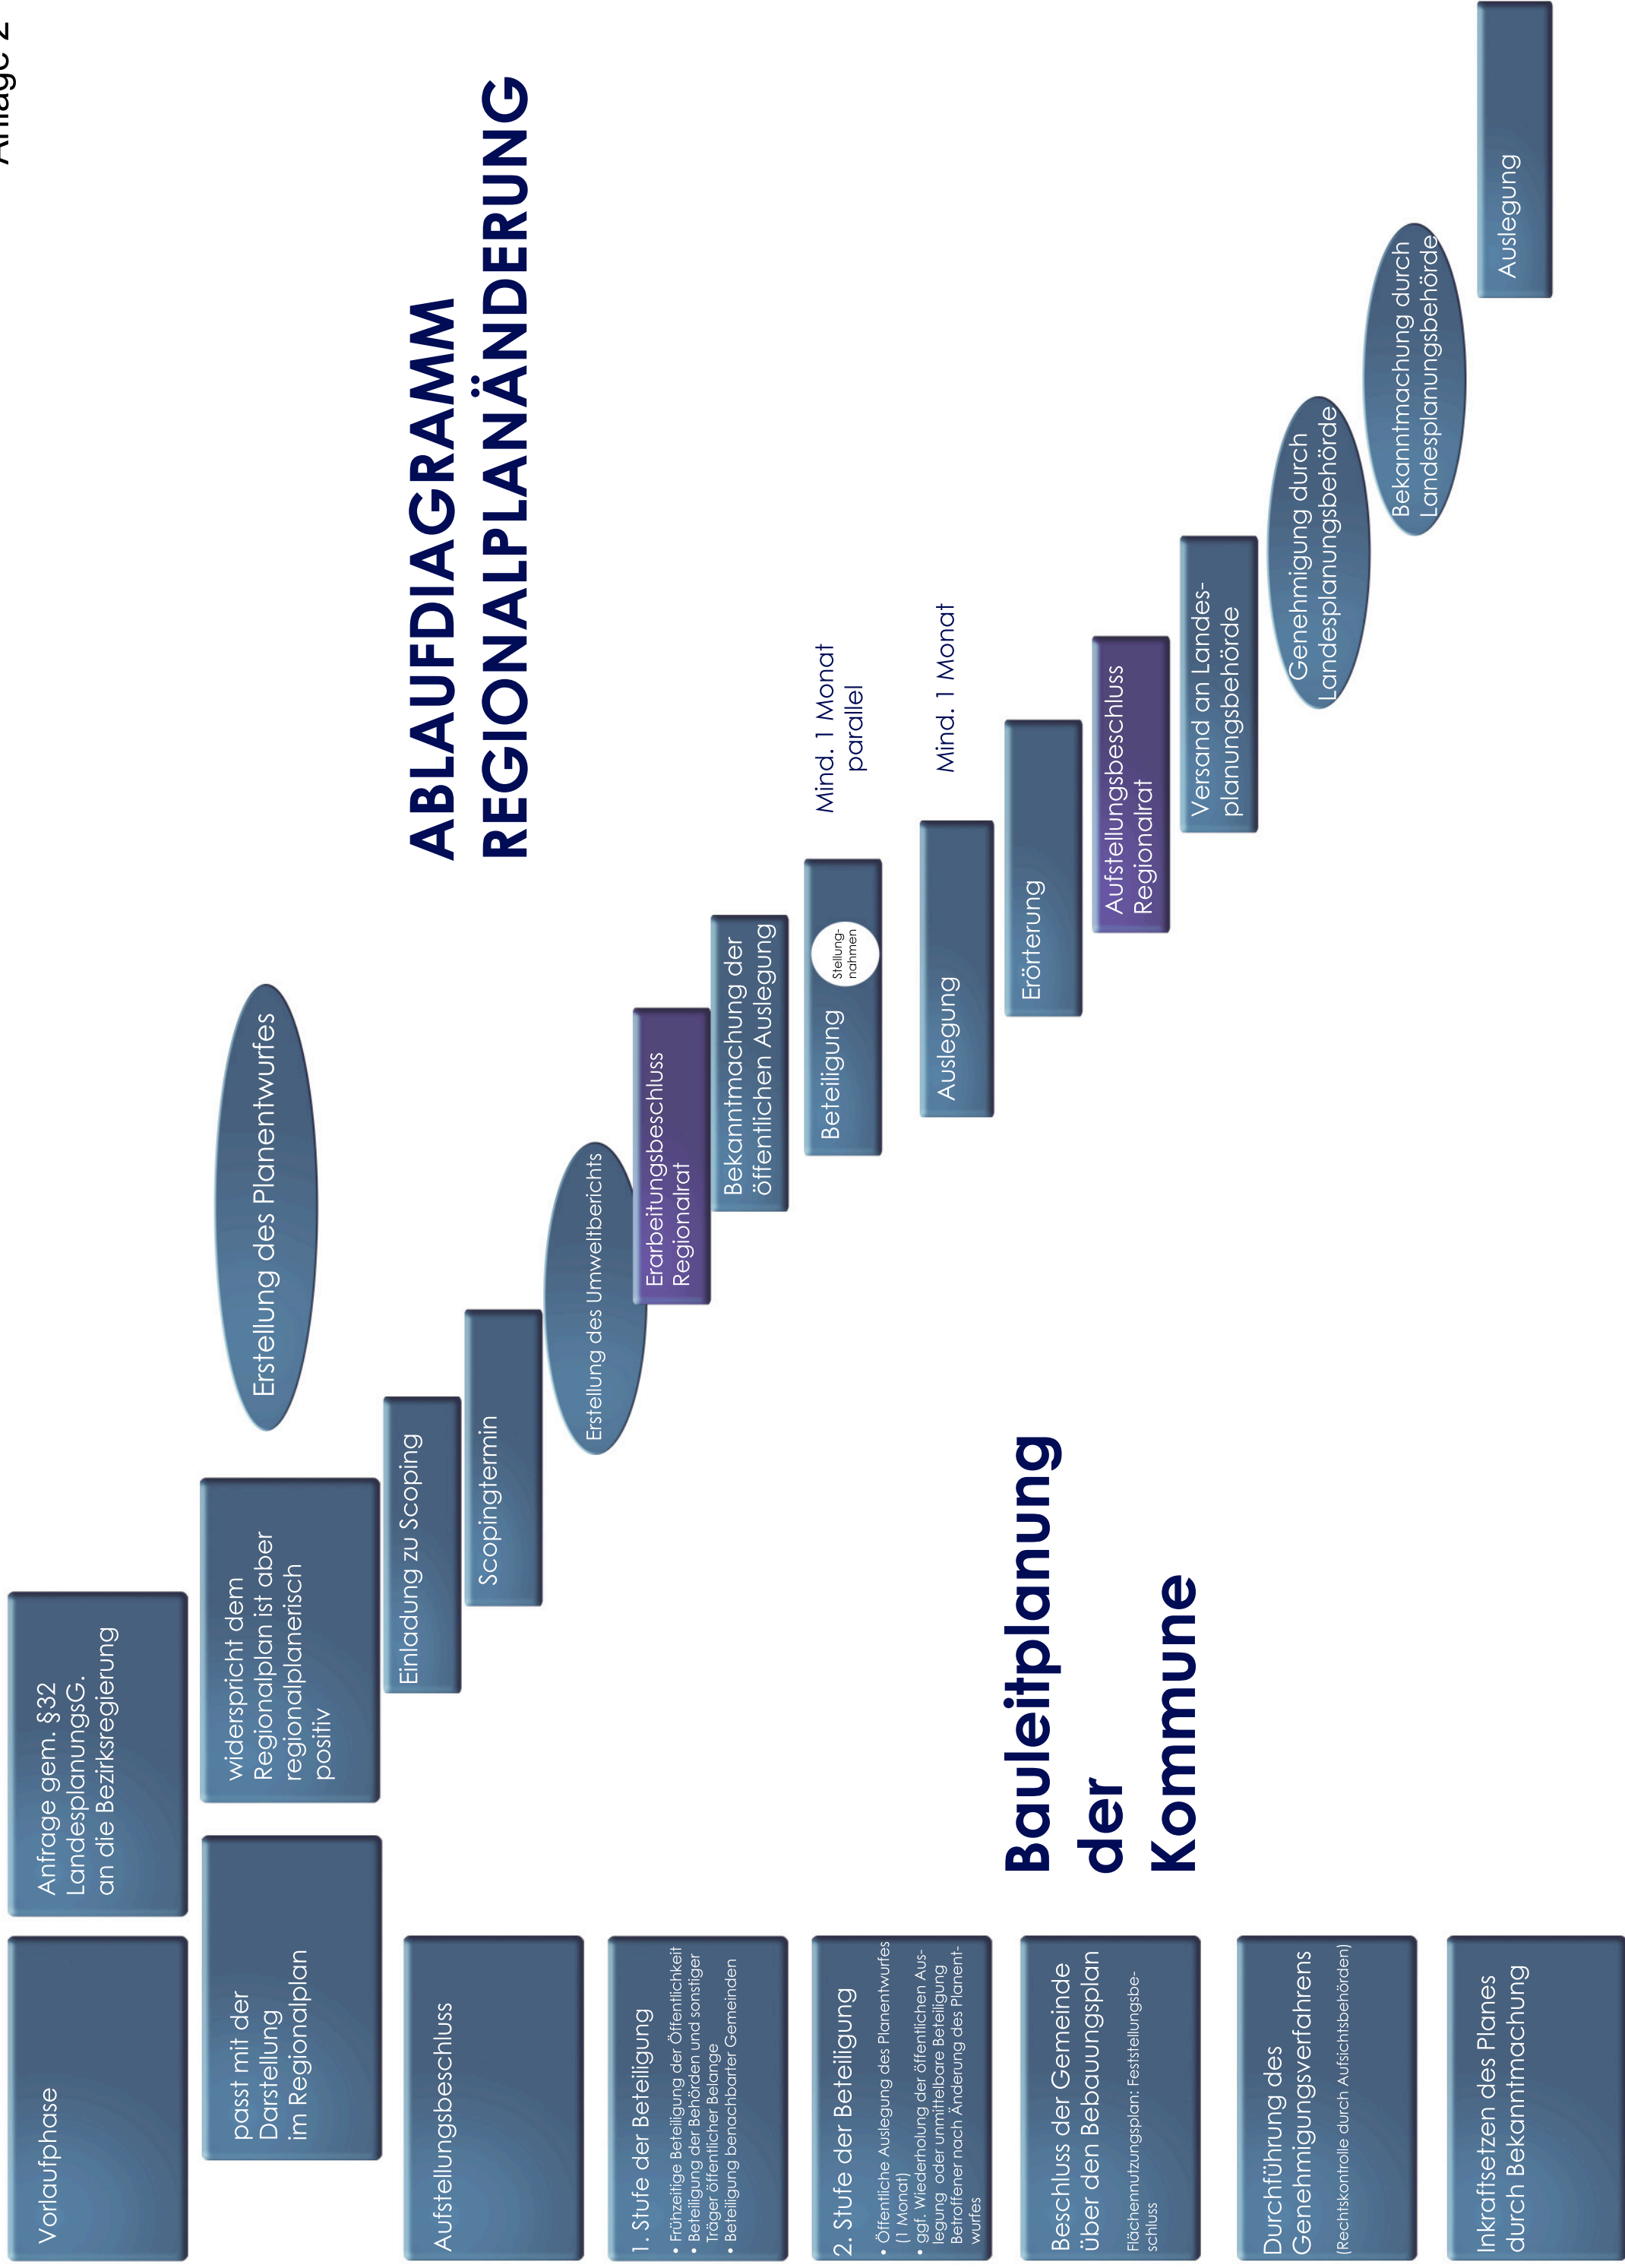 Anlage 2
ABLAUFDIAGRAMM
REGIONALPLANÄNDERUNG
Vorlaufphase
Anfrage gem. §32
LandesplanungsG.
an die Bezirksregierung
passt mit der
Darstellung
im Regionalplan
widerspricht dem
Regionalplan ist aber
regionalplanerisch
positiv
Erstellung des Planentwurfes
Einladung zu Scoping
Scopingtermin
Erstellung des Umweltberichts
Erarbeitungsbeschluss
Regionalrat
Bekanntmachung der
öffentlichen Auslegung
Beteiligung
Stellung-
nahmen
Mind. 1 Monat
parallel
Auslegung
Mind. 1 Monat
Erörterung
Aufstellungsbeschluss
Regionalrat
Versand an Landes-
planungsbehörde
Genehmigung durch
Landesplanungsbehörde
Bekanntmachung durch
Landesplanungsbehörde
Auslegung
Bauleitplanung
der
Kommune
Aufstellungsbeschluss
1. Stufe der Beteiligung
• Frühzeitige Beteiligung der Öffentlichkeit
• Beteiligung der Behörden und sonstiger
Träger öffentlicher Belange
• Beteiligung benachbarter Gemeinden
2. Stufe der Beteiligung
• Öffentliche Auslegung des Planentwurfes
(1 Monat)
• ggf. Wiederholung der öffentlichen Aus-
legung oder unmittelbare Beteiligung
Betroffener nach Änderung des Planent-
wurfes
Beschluss der Gemeinde
über den Bebauungsplan
Flächennutzungsplan: Feststellungsbe-
schluss
Durchführung des
Genehmigungsverfahrens
(Rechtskontrolle durch Aufsichtsbehörden)
Inkraftsetzen des Planes
durch Bekanntmachung